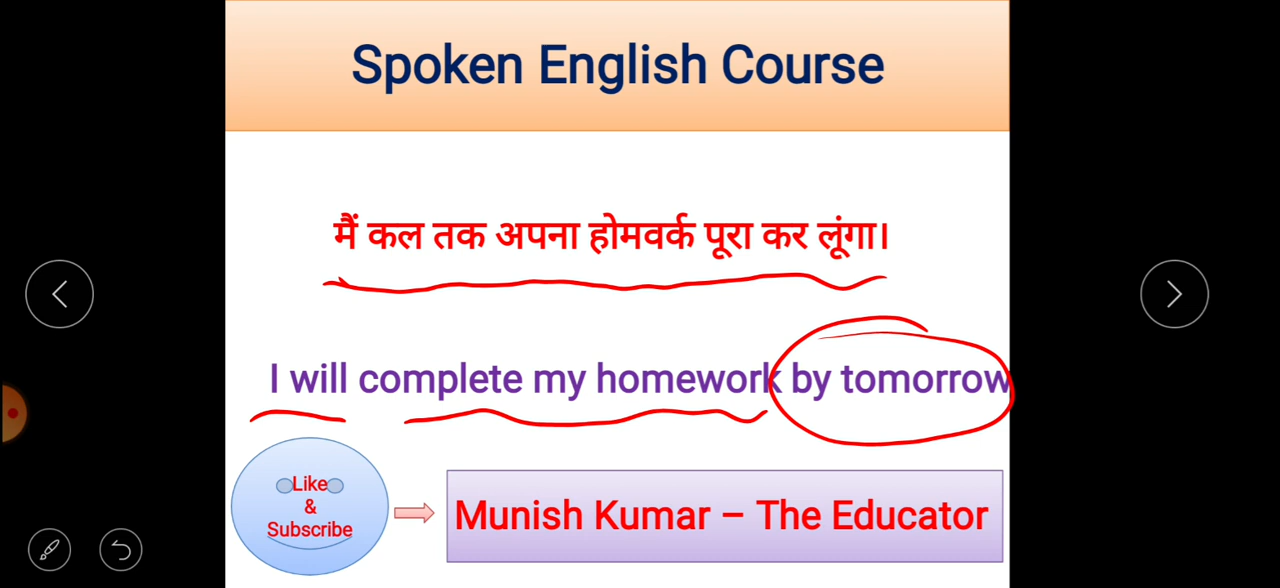 Spoken English Course
मैं कल तक अपना होमवर्क पूरा कर लूंगा।
I will complete my homework by tomorrow
Like
&
Subscribe
Munish Kumar – The Educator